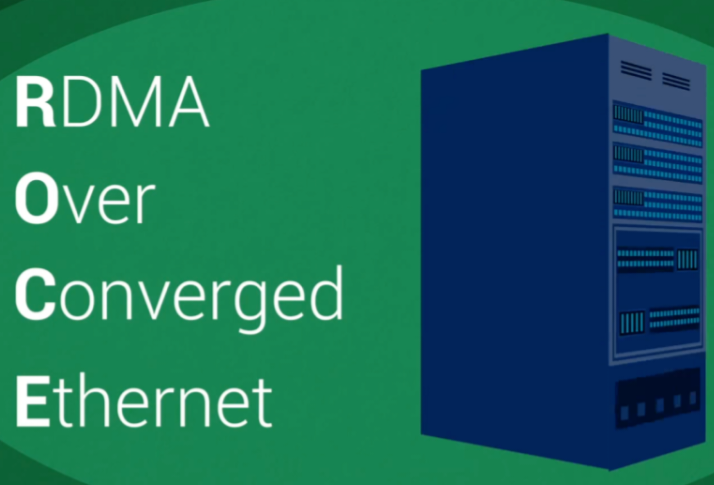 RDMA
Over
Converged
Ethernet